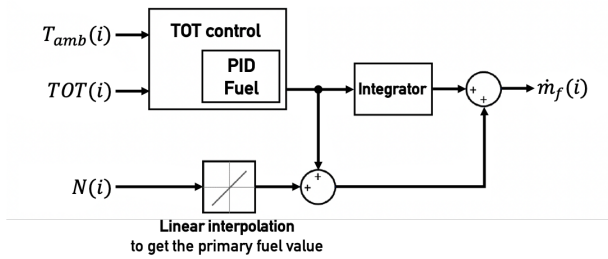 T_amb(i)
TOT control
PID
Fuel
TOT(i)
Integrator
+
+
ṁ_f(i)
N(i)
+
+
Linear interpolation
to get the primary fuel value